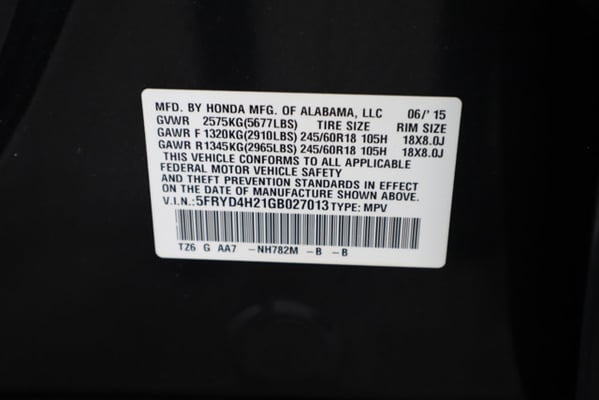 MFD. BY HONDA MFG. OF ALABAMA, LLC 06/'15
GVWR 2575KG(5677LBS) TIRE SIZE RIM SIZE
GAWR F 1320KG(2910LBS) 245/60R18 105H 18X8.0J
GAWR R 1345KG(2965LBS) 245/60R18 105H 18X8.0J
THIS VEHICLE CONFORMS TO ALL APPLICABLE
FEDERAL MOTOR VEHICLE SAFETY
AND THEFT PREVENTION STANDARDS IN EFFECT
ON THE DATE OF MANUFACTURE SHOWN ABOVE.
V.I.N.: 5FRYD4H21GB027013 TYPE: MPV
TZ6 G AA7 -NH782M -B -B